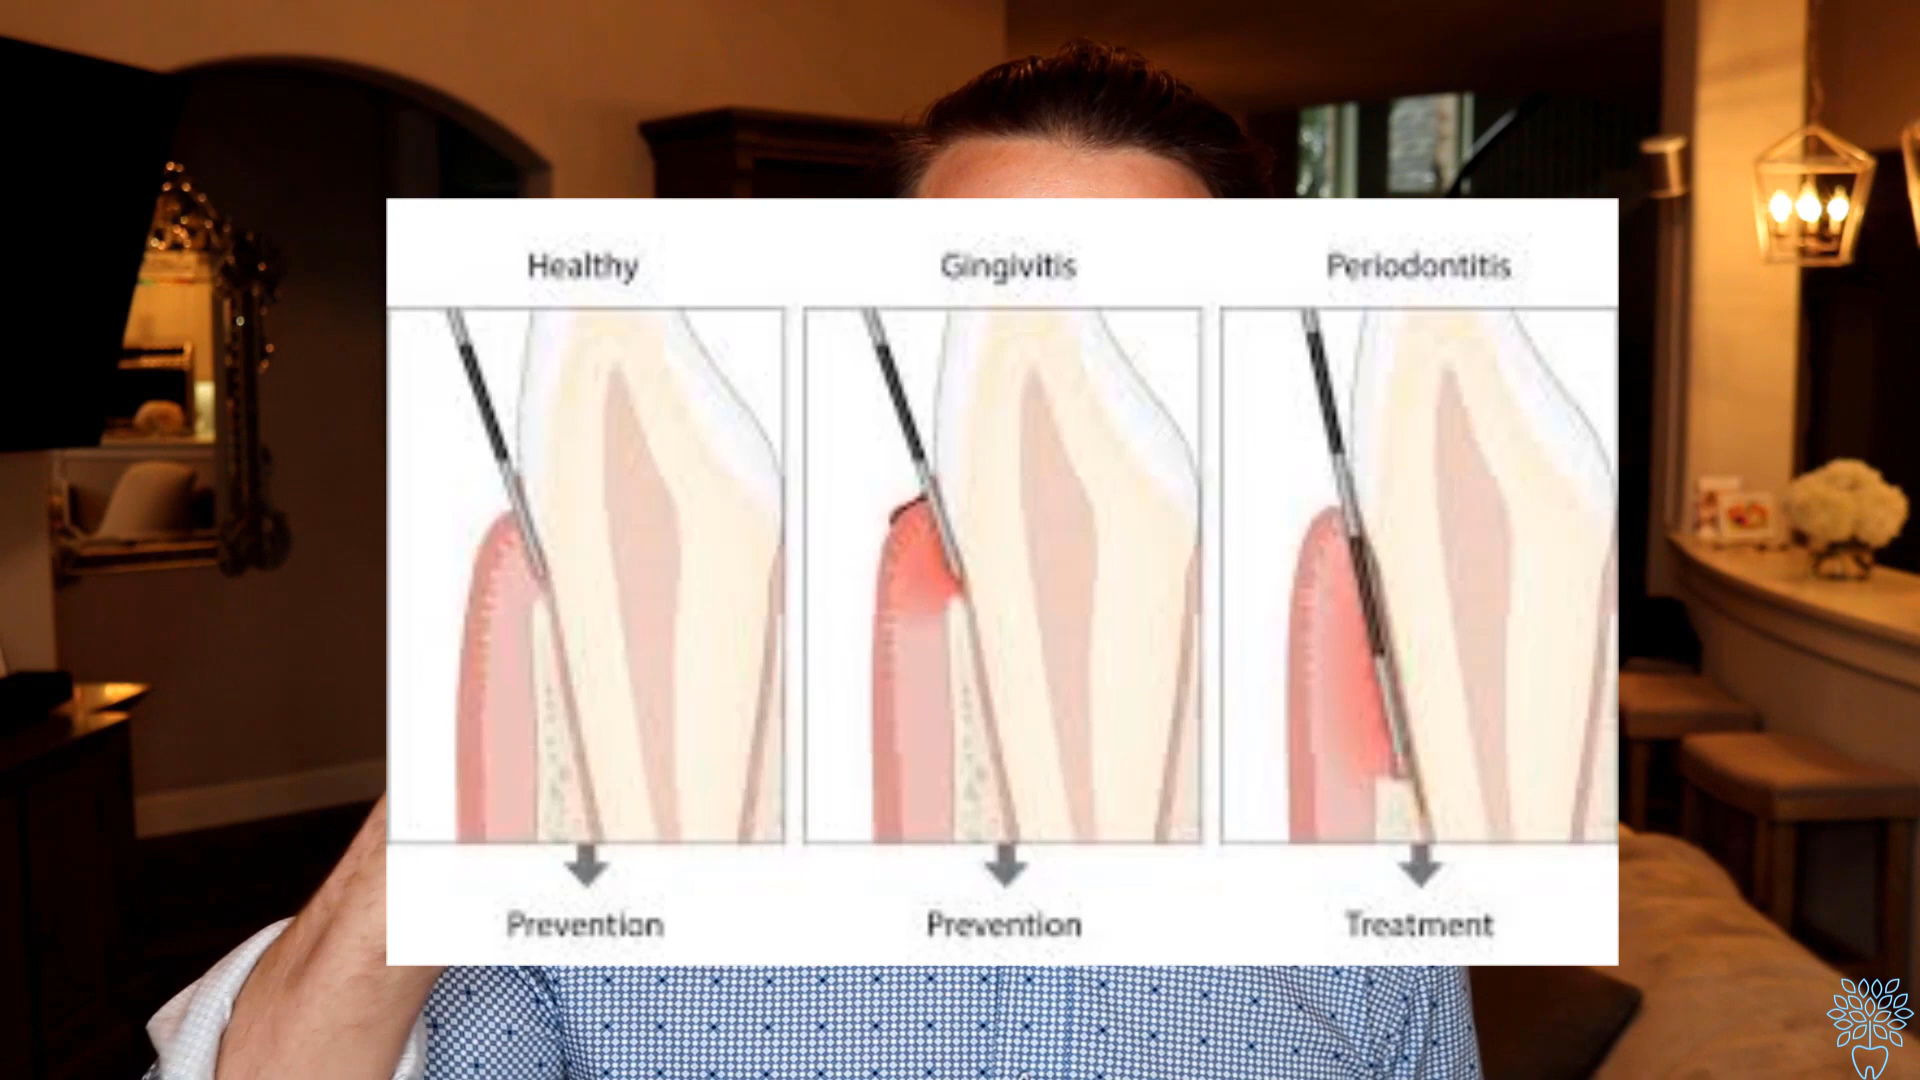 Healthy
Gingivitis
Periodontitis
Prevention
Prevention
Treatment